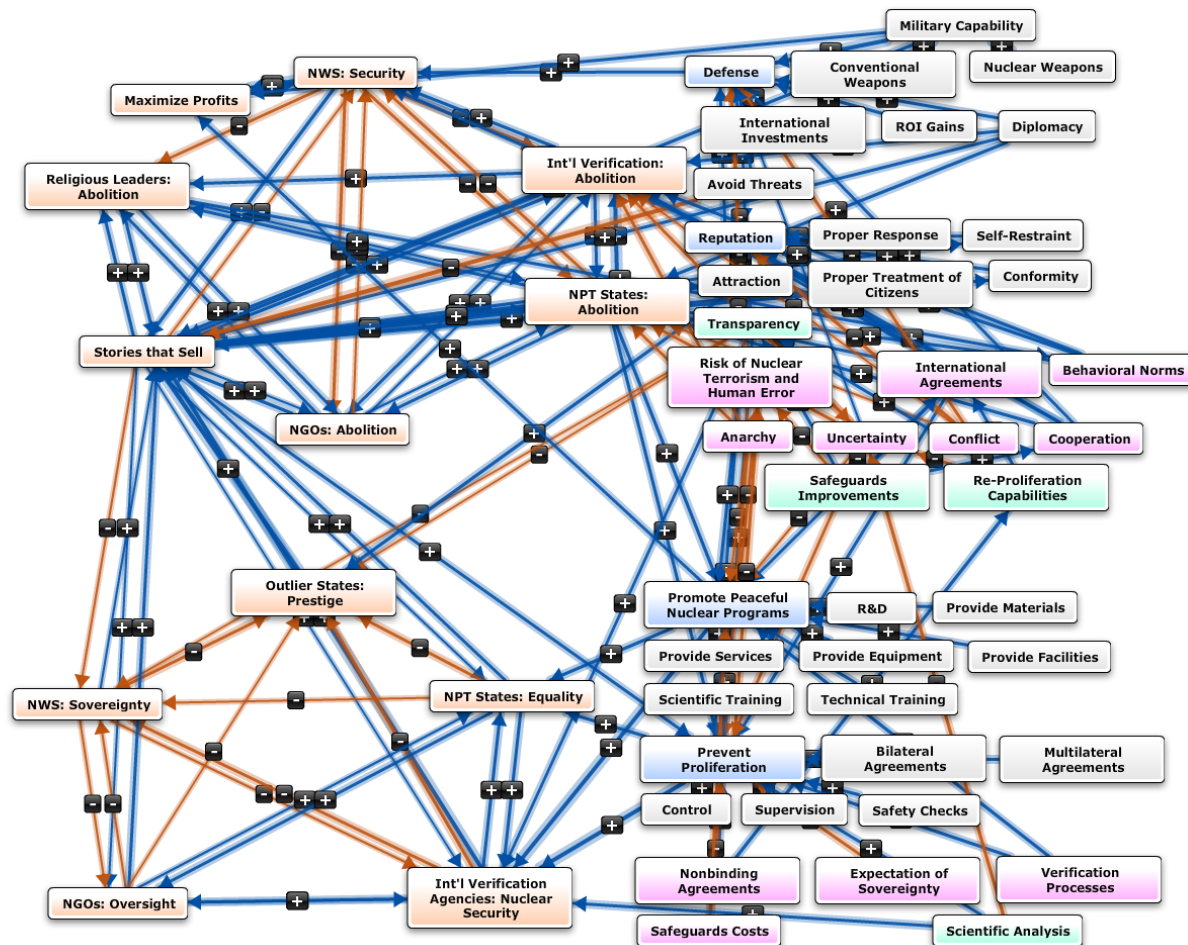 Military Capability
NWS: Security
Defense
Conventional
Weapons
Nuclear Weapons
Maximize Profits
International
Investments
ROI Gains
Diplomacy
Religious Leaders:
Abolition
Int'l Verification:
Abolition
Avoid Threats
Reputation
Proper Response
Self-Restraint
NPT States:
Abolition
Attraction
Proper Treatment of
Citizens
Conformity
Transparency
Stories that Sell
Risk of Nuclear
Terrorism and
Human Error
International
Agreements
Behavioral Norms
NGOs: Abolition
Anarchy
Uncertainty
Conflict
Cooperation
Safeguards
Improvements
Re-Proliferation
Capabilities
Outlier States:
Prestige
Promote Peaceful
Nuclear Programs
R&D
Provide Materials
Provide Services
Provide Equipment
Provide Facilities
NWS: Sovereignty
NPT States: Equality
Scientific Training
Technical Training
Prevent
Proliferation
Bilateral
Agreements
Multilateral
Agreements
Control
Supervision
Safety Checks
NGOs: Oversight
Int'l Verification
Agencies: Nuclear
Security
Nonbinding
Agreements
Expectation of
Sovereignty
Verification
Processes
Safeguards Costs
Scientific Analysis